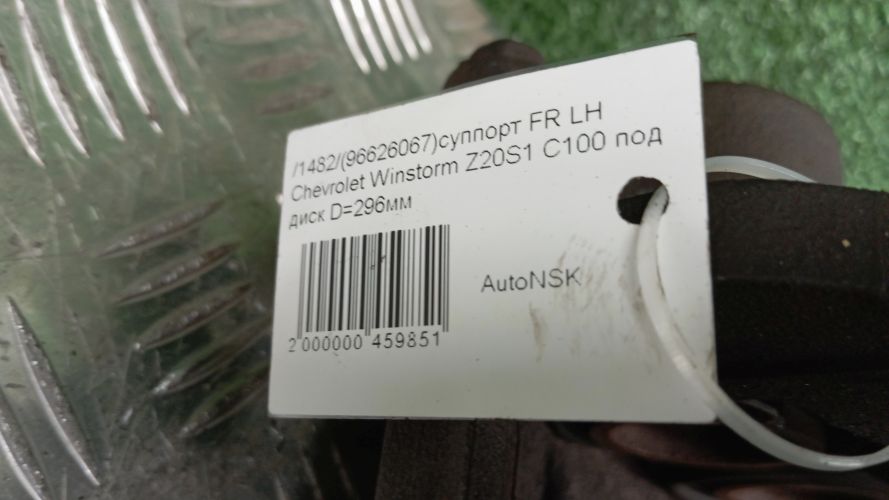 /1482/(96626067)суппорт FR LH
Chevrolet Winstorm Z20S1 C100 под
диск D=296мм
AutoNSK
2 000000 459851